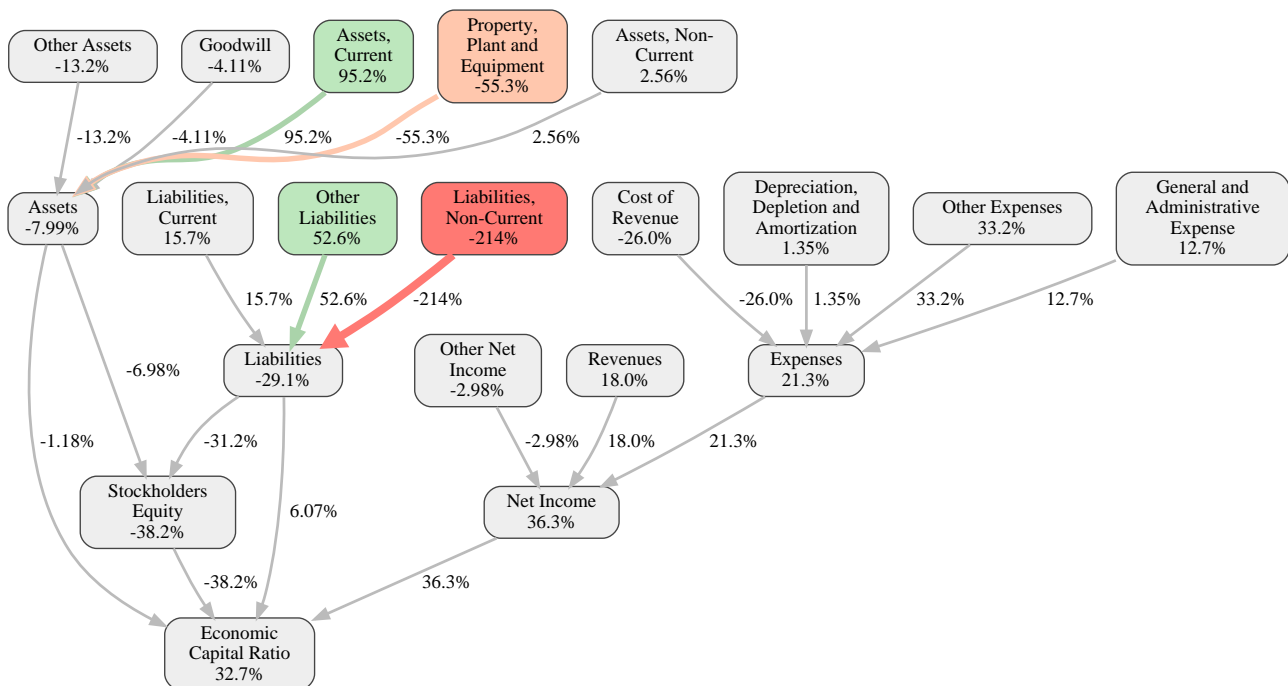 Other Assets
-13.2%
Goodwill
-4.11%
Assets,
Current
95.2%
Property,
Plant and
Equipment
-55.3%
Assets, Non-
Current
2.56%
-13.2%
-4.11%
95.2%
-55.3%
2.56%
Assets
-7.99%
Liabilities,
Current
15.7%
Other
Liabilities
52.6%
Liabilities,
Non-Current
-214%
Cost of
Revenue
-26.0%
Depreciation,
Depletion and
Amortization
1.35%
Other Expenses
33.2%
General and
Administrative
Expense
12.7%
15.7%
52.6%
-214%
-26.0%
1.35%
33.2%
12.7%
-6.98%
Liabilities
-29.1%
Other Net
Income
-2.98%
Revenues
18.0%
Expenses
21.3%
-1.18%
-31.2%
-2.98%
18.0%
21.3%
Stockholders
Equity
-38.2%
6.07%
Net Income
36.3%
-38.2%
36.3%
Economic
Capital Ratio
32.7%